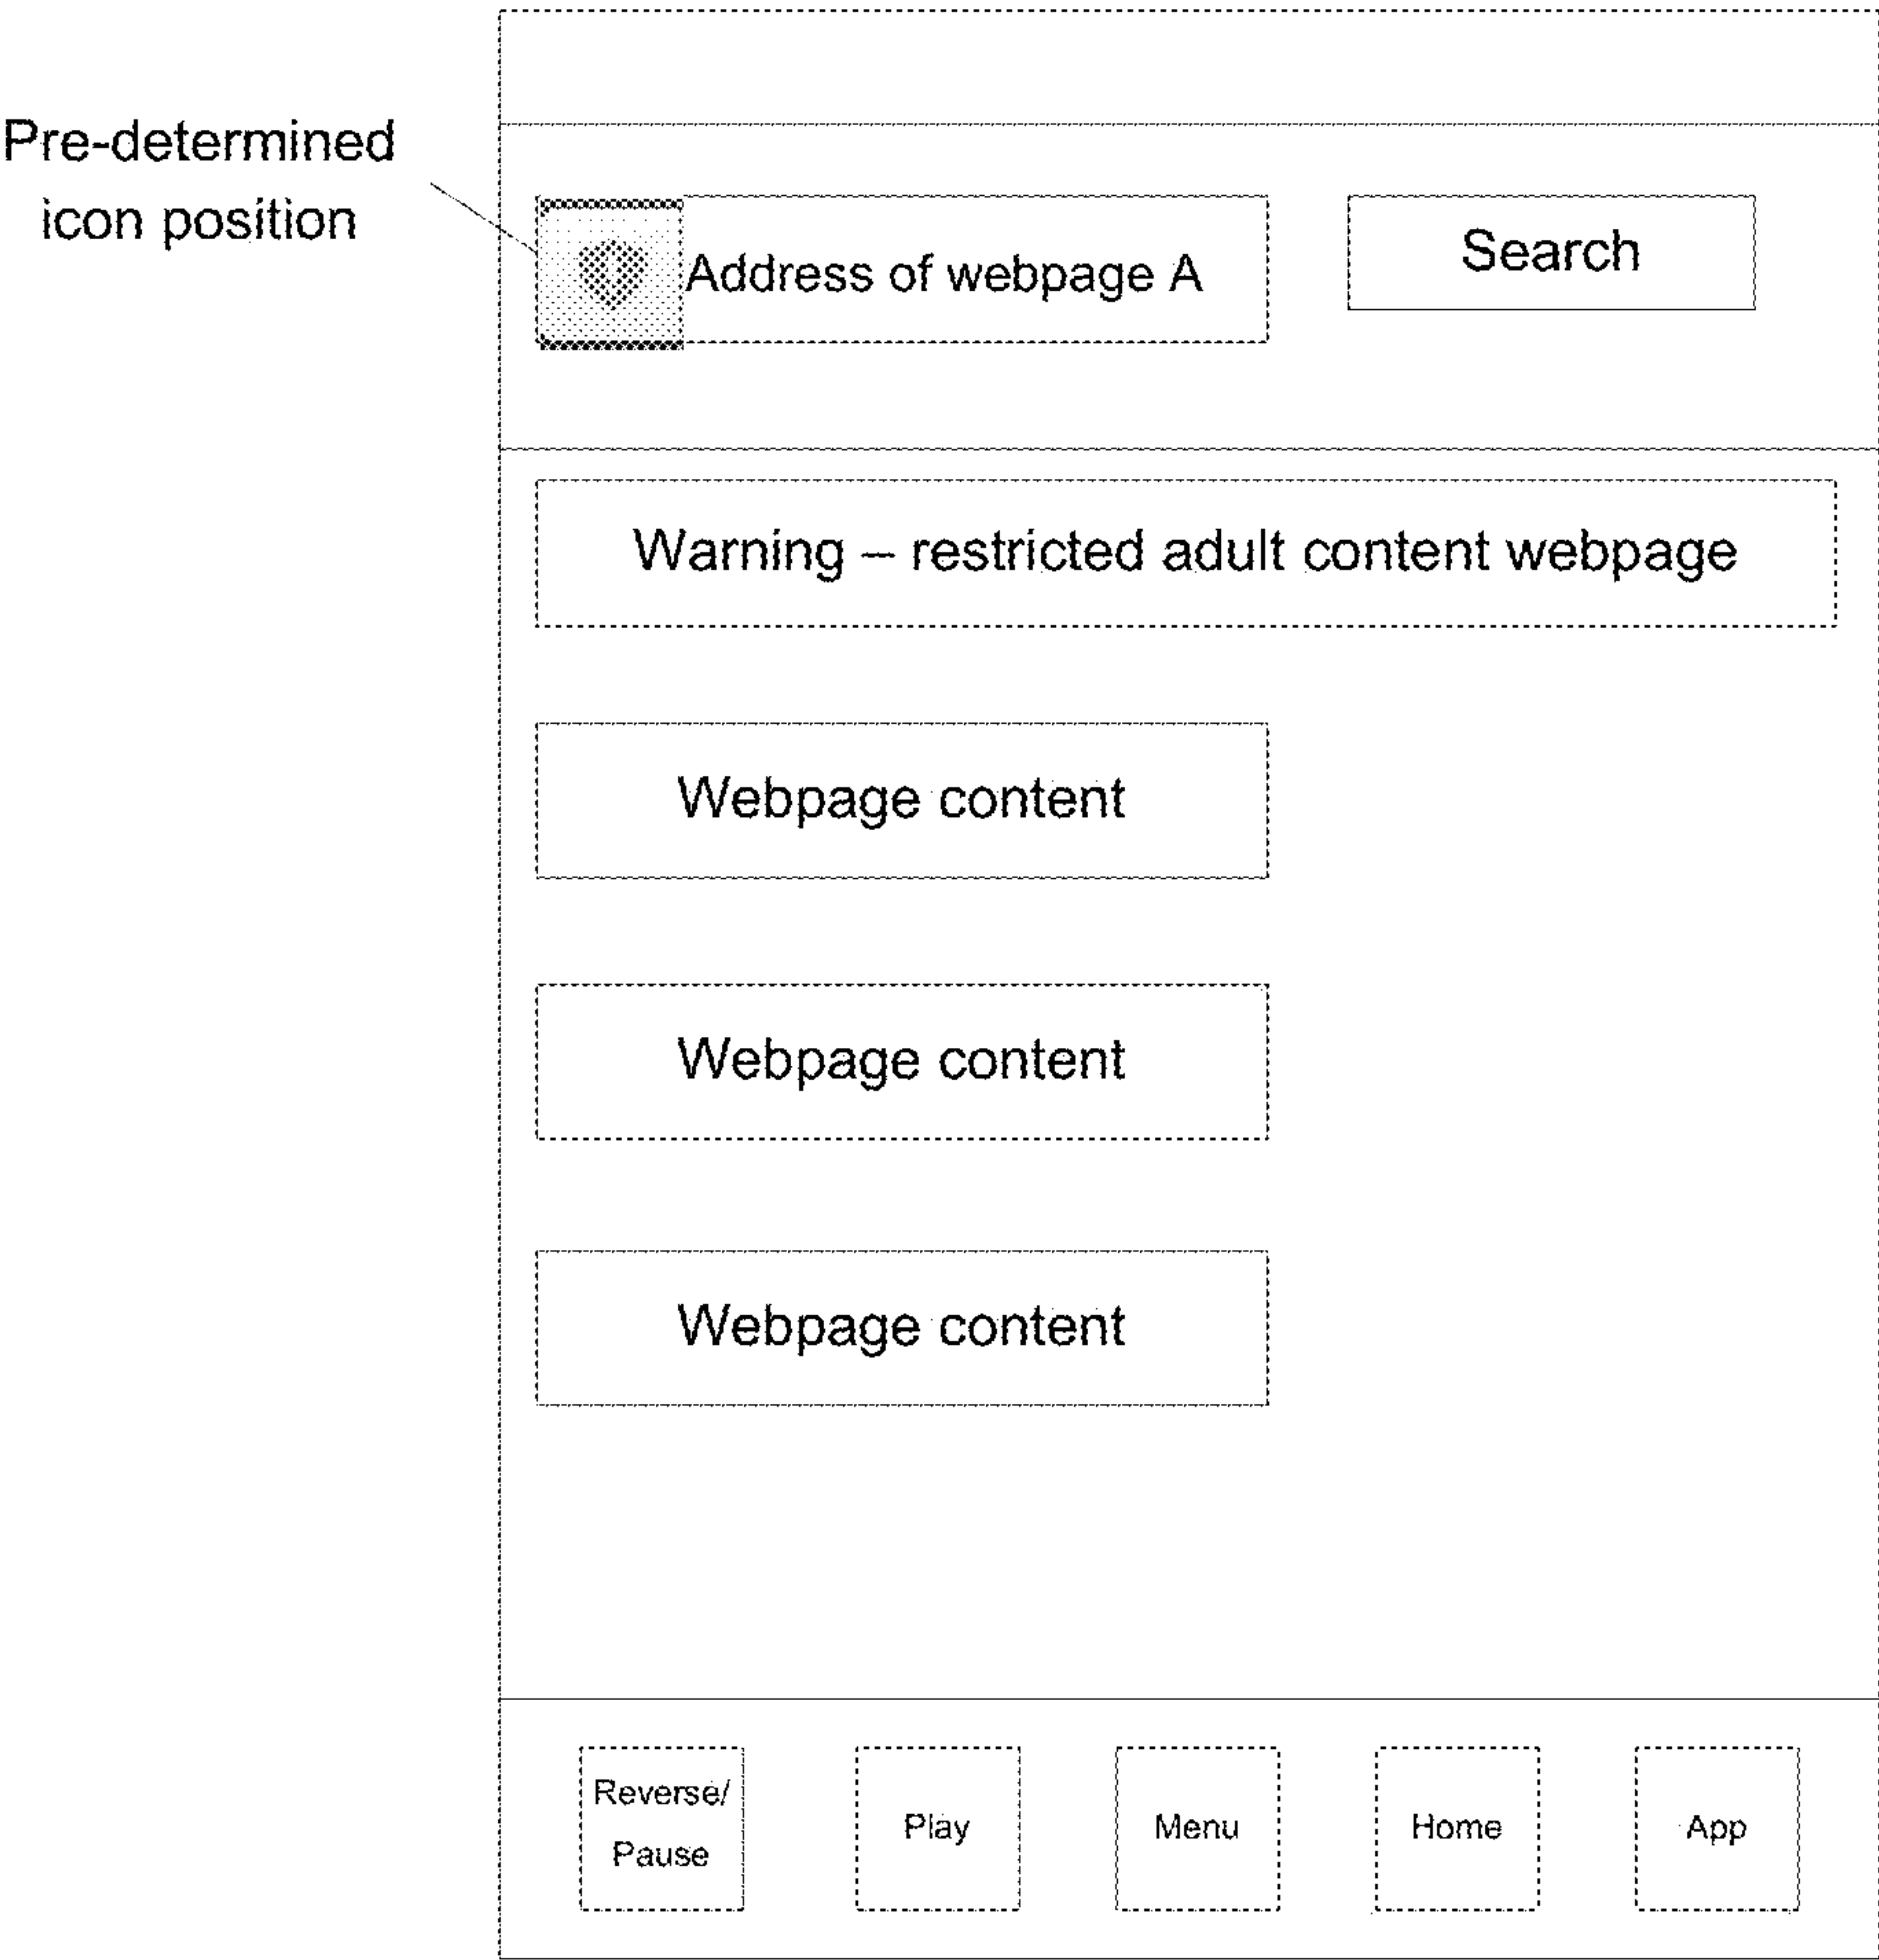 Pre-determined
icon position
Address of webpage A
Search
Warning – restricted adult content webpage
Webpage content
Webpage content
Webpage content
Reverse/
Pause
Play
Menu
Home
App